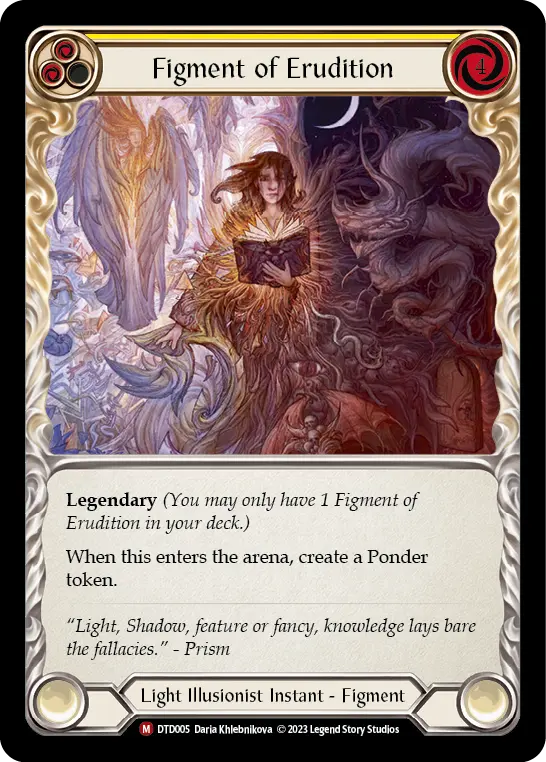 Figment of Erudition
4
Legendary (You may only have 1 Figment of
Erudition in your deck.)
When this enters the arena, create a Ponder
token.
“Light, Shadow, feature or fancy, knowledge lays bare
the fallacies.” - Prism
Light Illusionist Instant - Figment
M DTD005 Daria Khlebnikova © 2023 Legend Story Studios